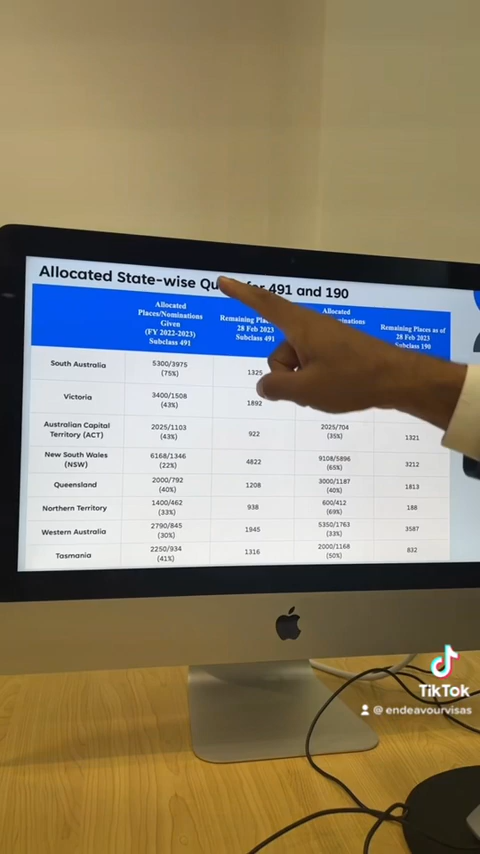 Allocated State-wise Qu for 491 and 190
Allocated
Places/Nominations
Given
(FY 2022-2023)
Subclass 491
28 Feb 2023
Subclass 491
Allocated
Remaining Places as of
28 Feb 2023
Subclass 190
South Australia
5300/3975
(75%)
1325
Victoria
3400/1508
(43%)
1892
Australian Capital
Territory (ACT)
2025/1103
(43%)
922
2025/704
(35%)
1321
New South Wales
(NSW)
6168/1346
(22%)
4822
9108/5896
(65%)
3212
Queensland
2000/792
(40%)
1208
3000/1187
(40%)
1813
Northern Territory
1400/462
(33%)
938
600/412
(69%)
188
Western Australia
2790/845
(30%)
1945
5350/1763
(33%)
3587
Tasmania
2250/934
(41%)
1316
2000/1168
(50%)
832
TikTok
@endeavourvisas